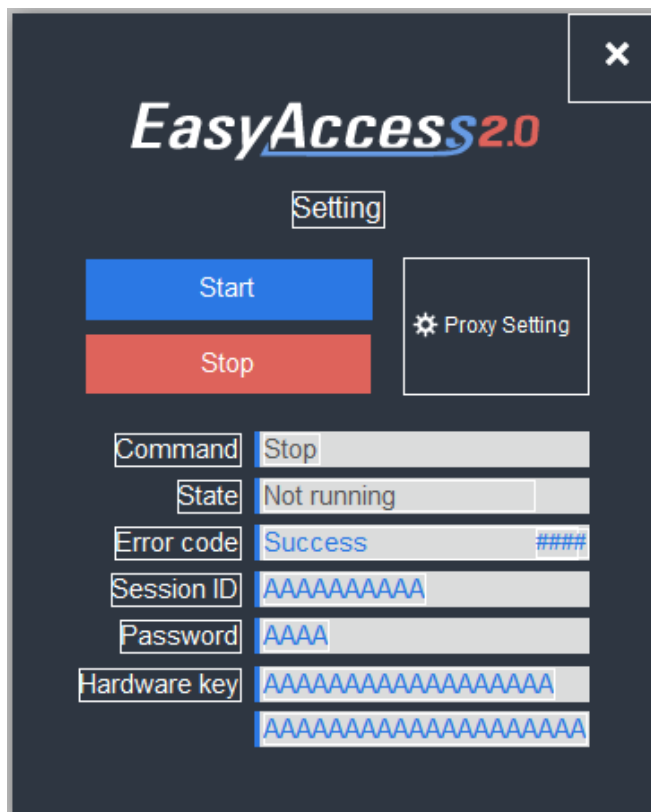 ×
EasyAccess2.0
Setting
Start
Proxy Setting
Stop
Command Stop
State Not running
Error code Success ####
Session ID AAAAAAAAAA
Password AAAA
Hardware key AAAAAAAAAAAAAAAAAA
AAAAAAAAAAAAAAAAAAAA